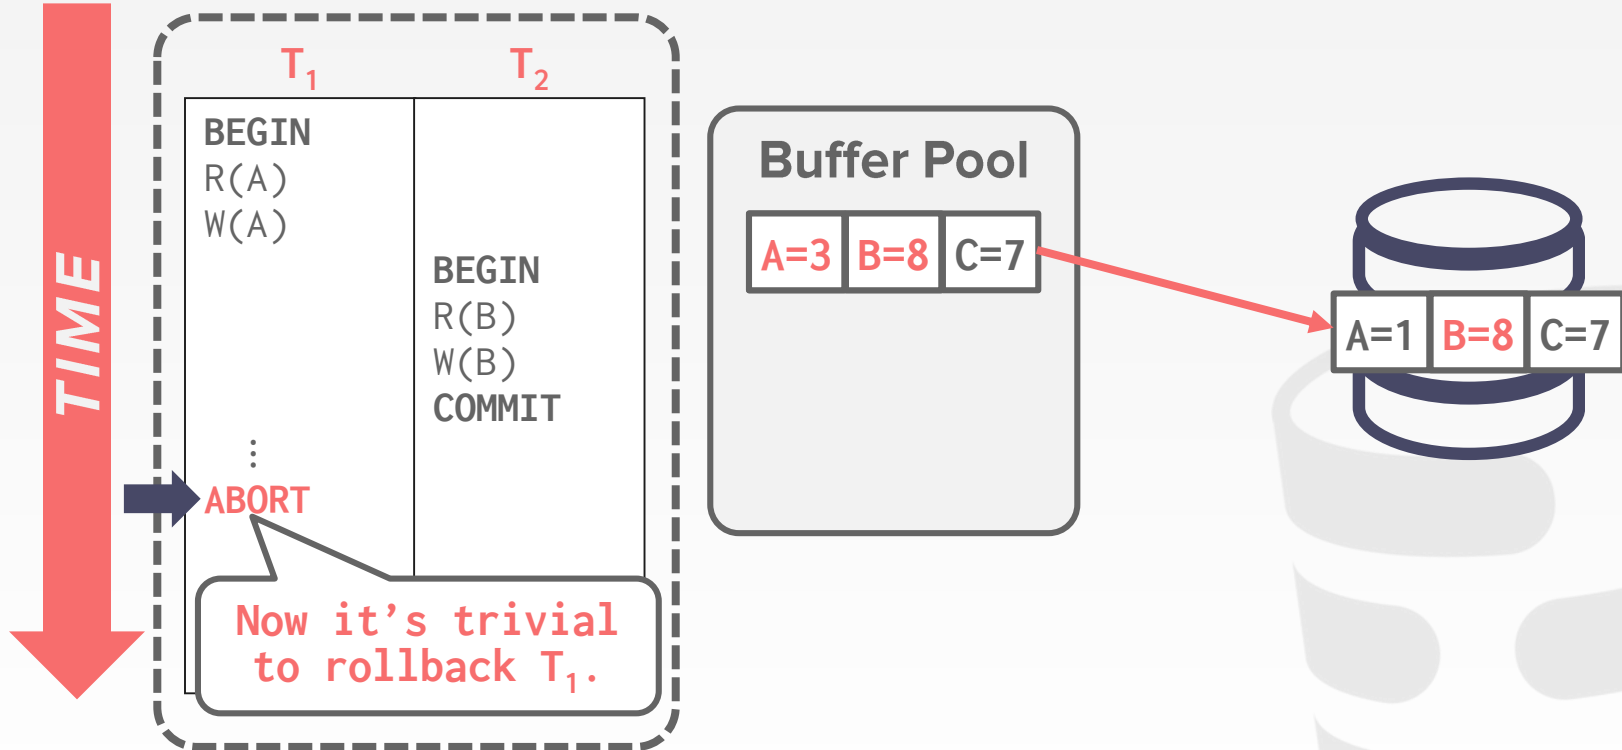 TIME
T₁
T₂
BEGIN
R(A)
W(A)
BEGIN
R(B)
W(B)
COMMIT
⋮
ABORT
Now it’s trivial
to rollback T₁.
Buffer Pool
A=3 B=8 C=7
A=1 B=8 C=7